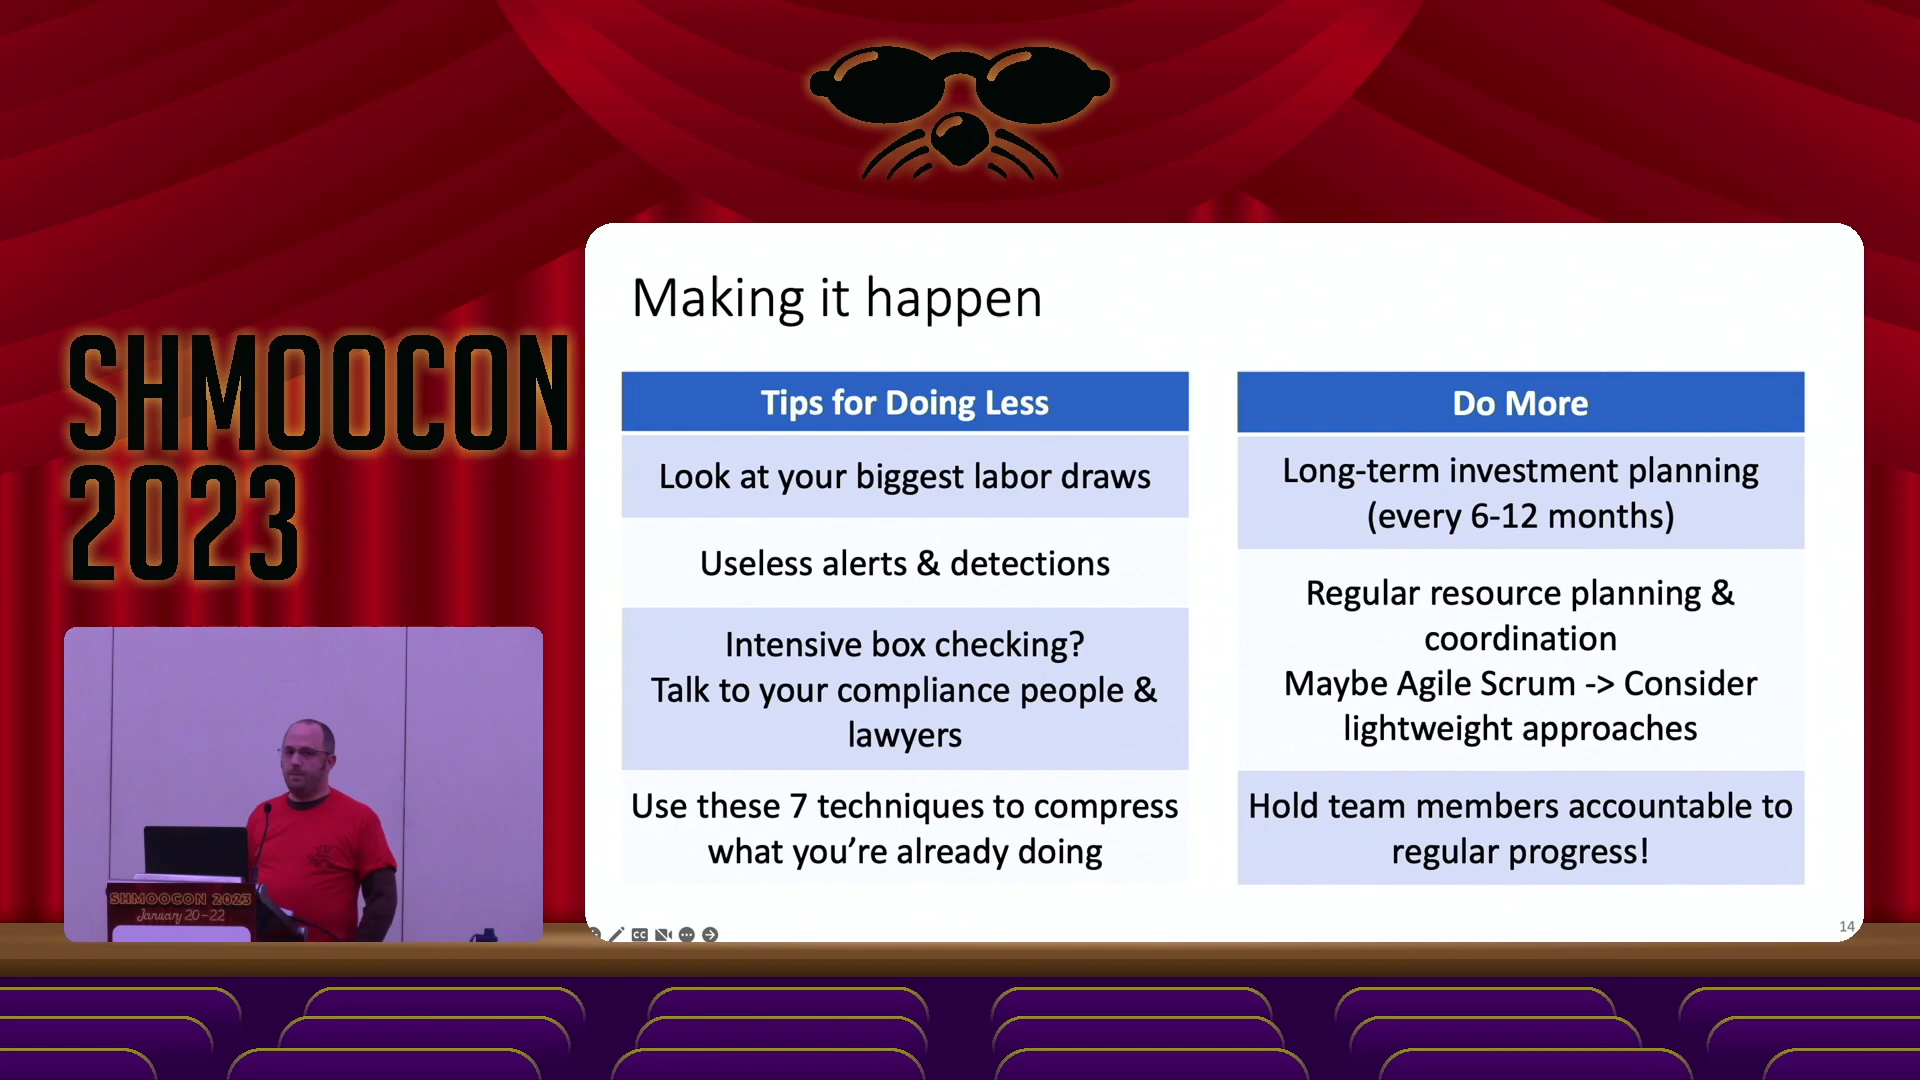 SHMOOCON
2023
SHMOOCON 2023
January 20-22
Making it happen
Tips for Doing Less
Look at your biggest labor draws
Useless alerts & detections
Intensive box checking?
Talk to your compliance people &
lawyers
Use these 7 techniques to compress
what you’re already doing
Do More
Long-term investment planning
(every 6-12 months)
Regular resource planning &
coordination
Maybe Agile Scrum -> Consider
lightweight approaches
Hold team members accountable to
regular progress!
CC
14